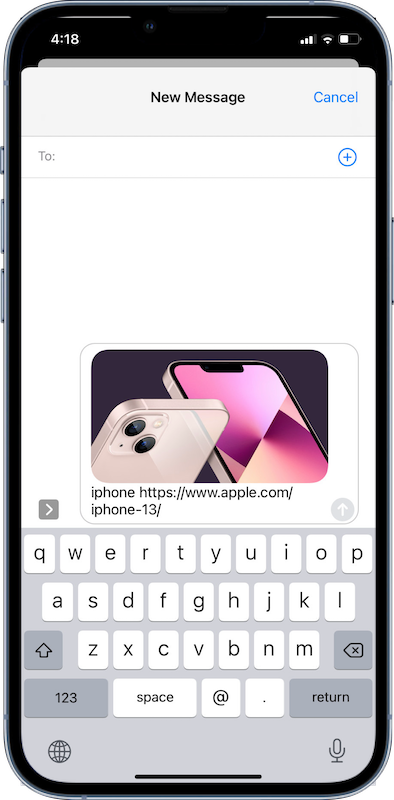 4:18
New Message
Cancel
To:
iphone https://www.apple.com/
iphone-13/
q w e r t y u i o p
a s d f g h j k l
z x c v b n m
123 space @ . return